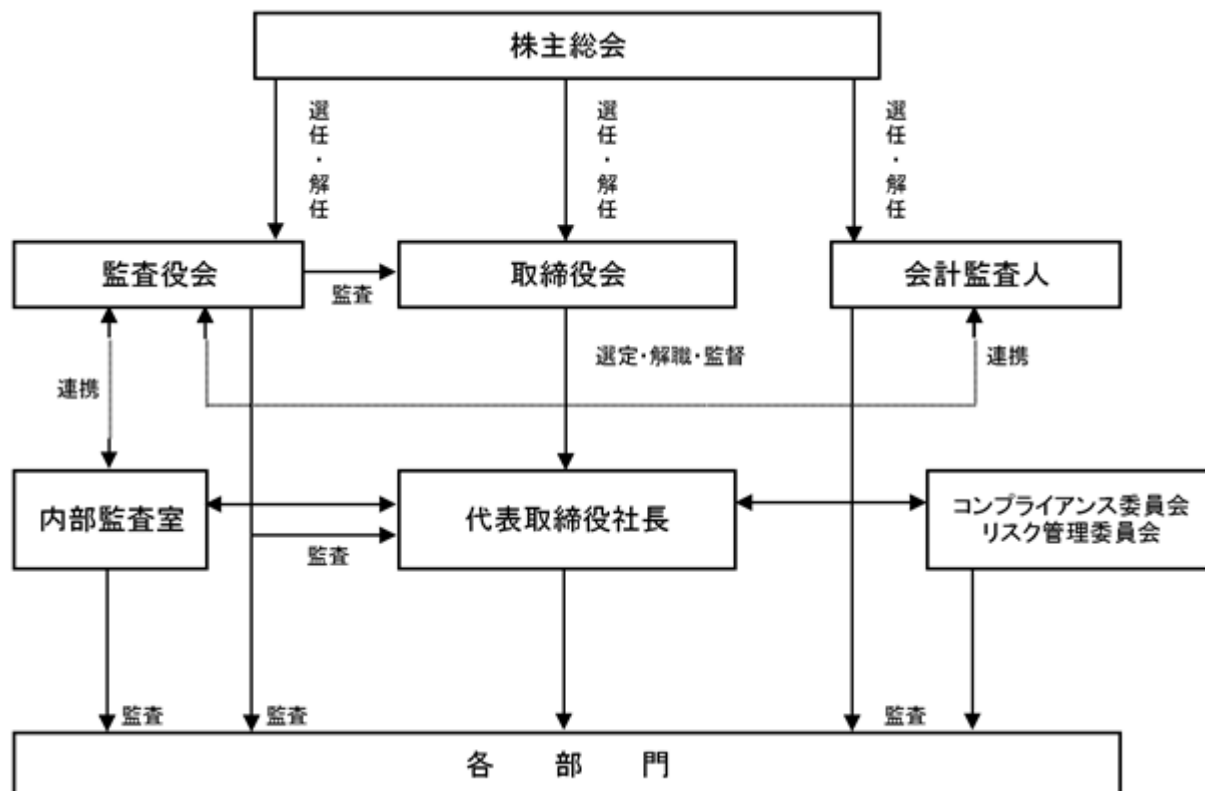 株主総会
選任・解任
選任・解任
選任・解任
監査役会
監査
取締役会
会計監査人
選定・解職・監督
連携
連携
内部監査室
代表取締役社長
コンプライアンス委員会
リスク管理委員会
監査
監査
監査
監査
各 部 門